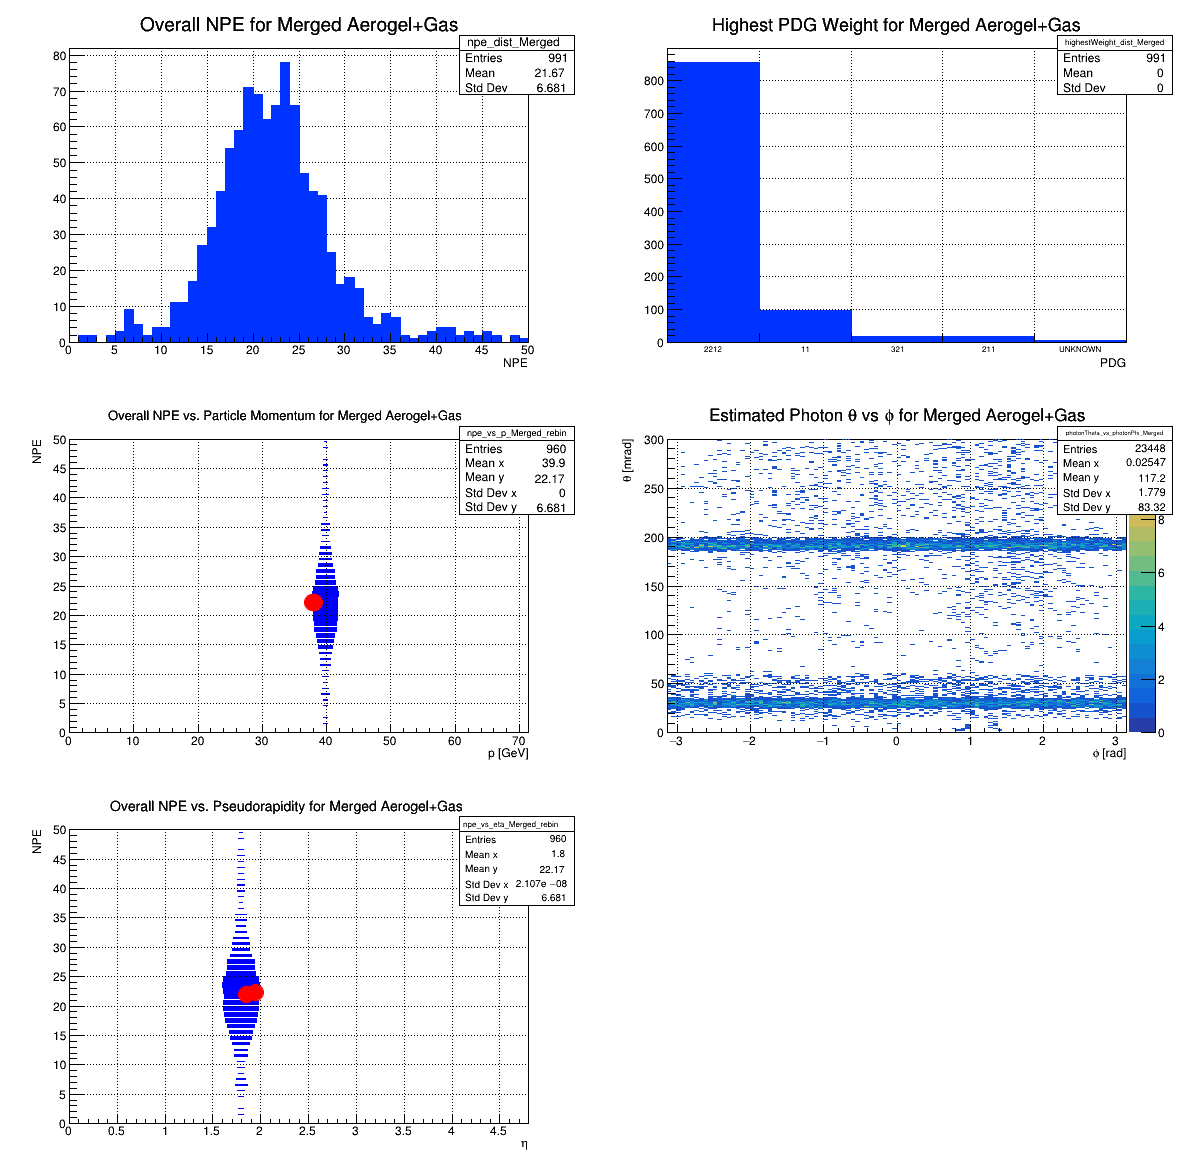 Overall NPE for Merged Aerogel+Gas
npe_dist_Merged
Entries 991
Mean 21.67
Std Dev 6.681
80
70
60
50
40
30
20
10
0
0 5 10 15 20 25 30 35 40 45 50
NPE
Highest PDG Weight for Merged Aerogel+Gas
highestWeight_dist_Merged
Entries 991
Mean 0
Std Dev 0
800
700
600
500
400
300
200
100
0
2212 11 321 211 UNKNOWN
PDG
Overall NPE vs. Particle Momentum for Merged Aerogel+Gas
npe_vs_p_Merged_rebin
Entries 960
Mean x 39.9
Mean y 22.17
Std Dev x 0
Std Dev y 6.681
NPE
50
45
40
35
30
25
20
15
10
5
0
0 10 20 30 40 50 60 70
p [GeV]
Estimated Photon θ vs ϕ for Merged Aerogel+Gas
photonTheta_vs_photonPhi_Merged
Entries 23448
Mean x 0.02547
Mean y 117.2
Std Dev x 1.779
Std Dev y 83.32
θ [mrad]
300
250
200
150
100
50
0
−3 −2 −1 0 1 2 3
ϕ [rad]
8
6
4
2
0
Overall NPE vs. Pseudorapidity for Merged Aerogel+Gas
npe_vs_eta_Merged_rebin
Entries 960
Mean x 1.8
Mean y 22.17
Std Dev x 2.107e −08
Std Dev y 6.681
NPE
50
45
40
35
30
25
20
15
10
5
0
0 0.5 1 1.5 2 2.5 3 3.5 4 4.5
η